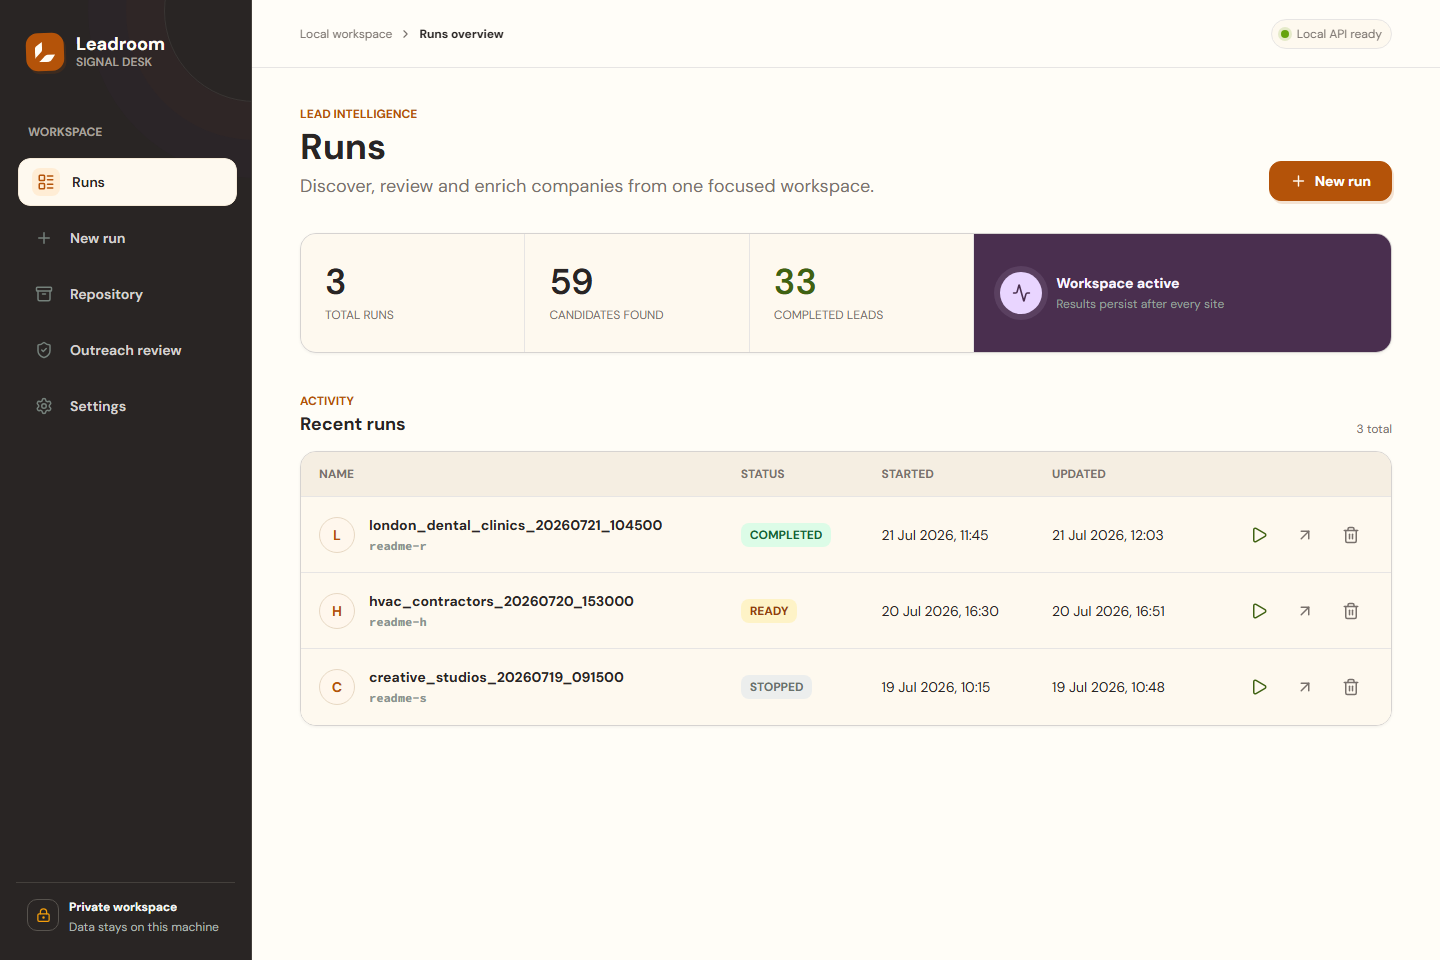 Leadroom
SIGNAL DESK
WORKSPACE
Runs
New run
Repository
Outreach review
Settings
Private workspace
Data stays on this machine
Local workspace > Runs overview
Local API ready
LEAD INTELLIGENCE
Runs
Discover, review and enrich companies from one focused workspace.
+ New run
3
TOTAL RUNS
59
CANDIDATES FOUND
33
COMPLETED LEADS
Workspace active
Results persist after every site
ACTIVITY
Recent runs
3 total
NAME STATUS STARTED UPDATED
L london_dental_clinics_20260721_104500 COMPLETED 21 Jul 2026, 11:45 21 Jul 2026, 12:03
readme-r
H hvac_contractors_20260720_153000 READY 20 Jul 2026, 16:30 20 Jul 2026, 16:51
readme-h
C creative_studios_20260719_091500 STOPPED 19 Jul 2026, 10:15 19 Jul 2026, 10:48
readme-s